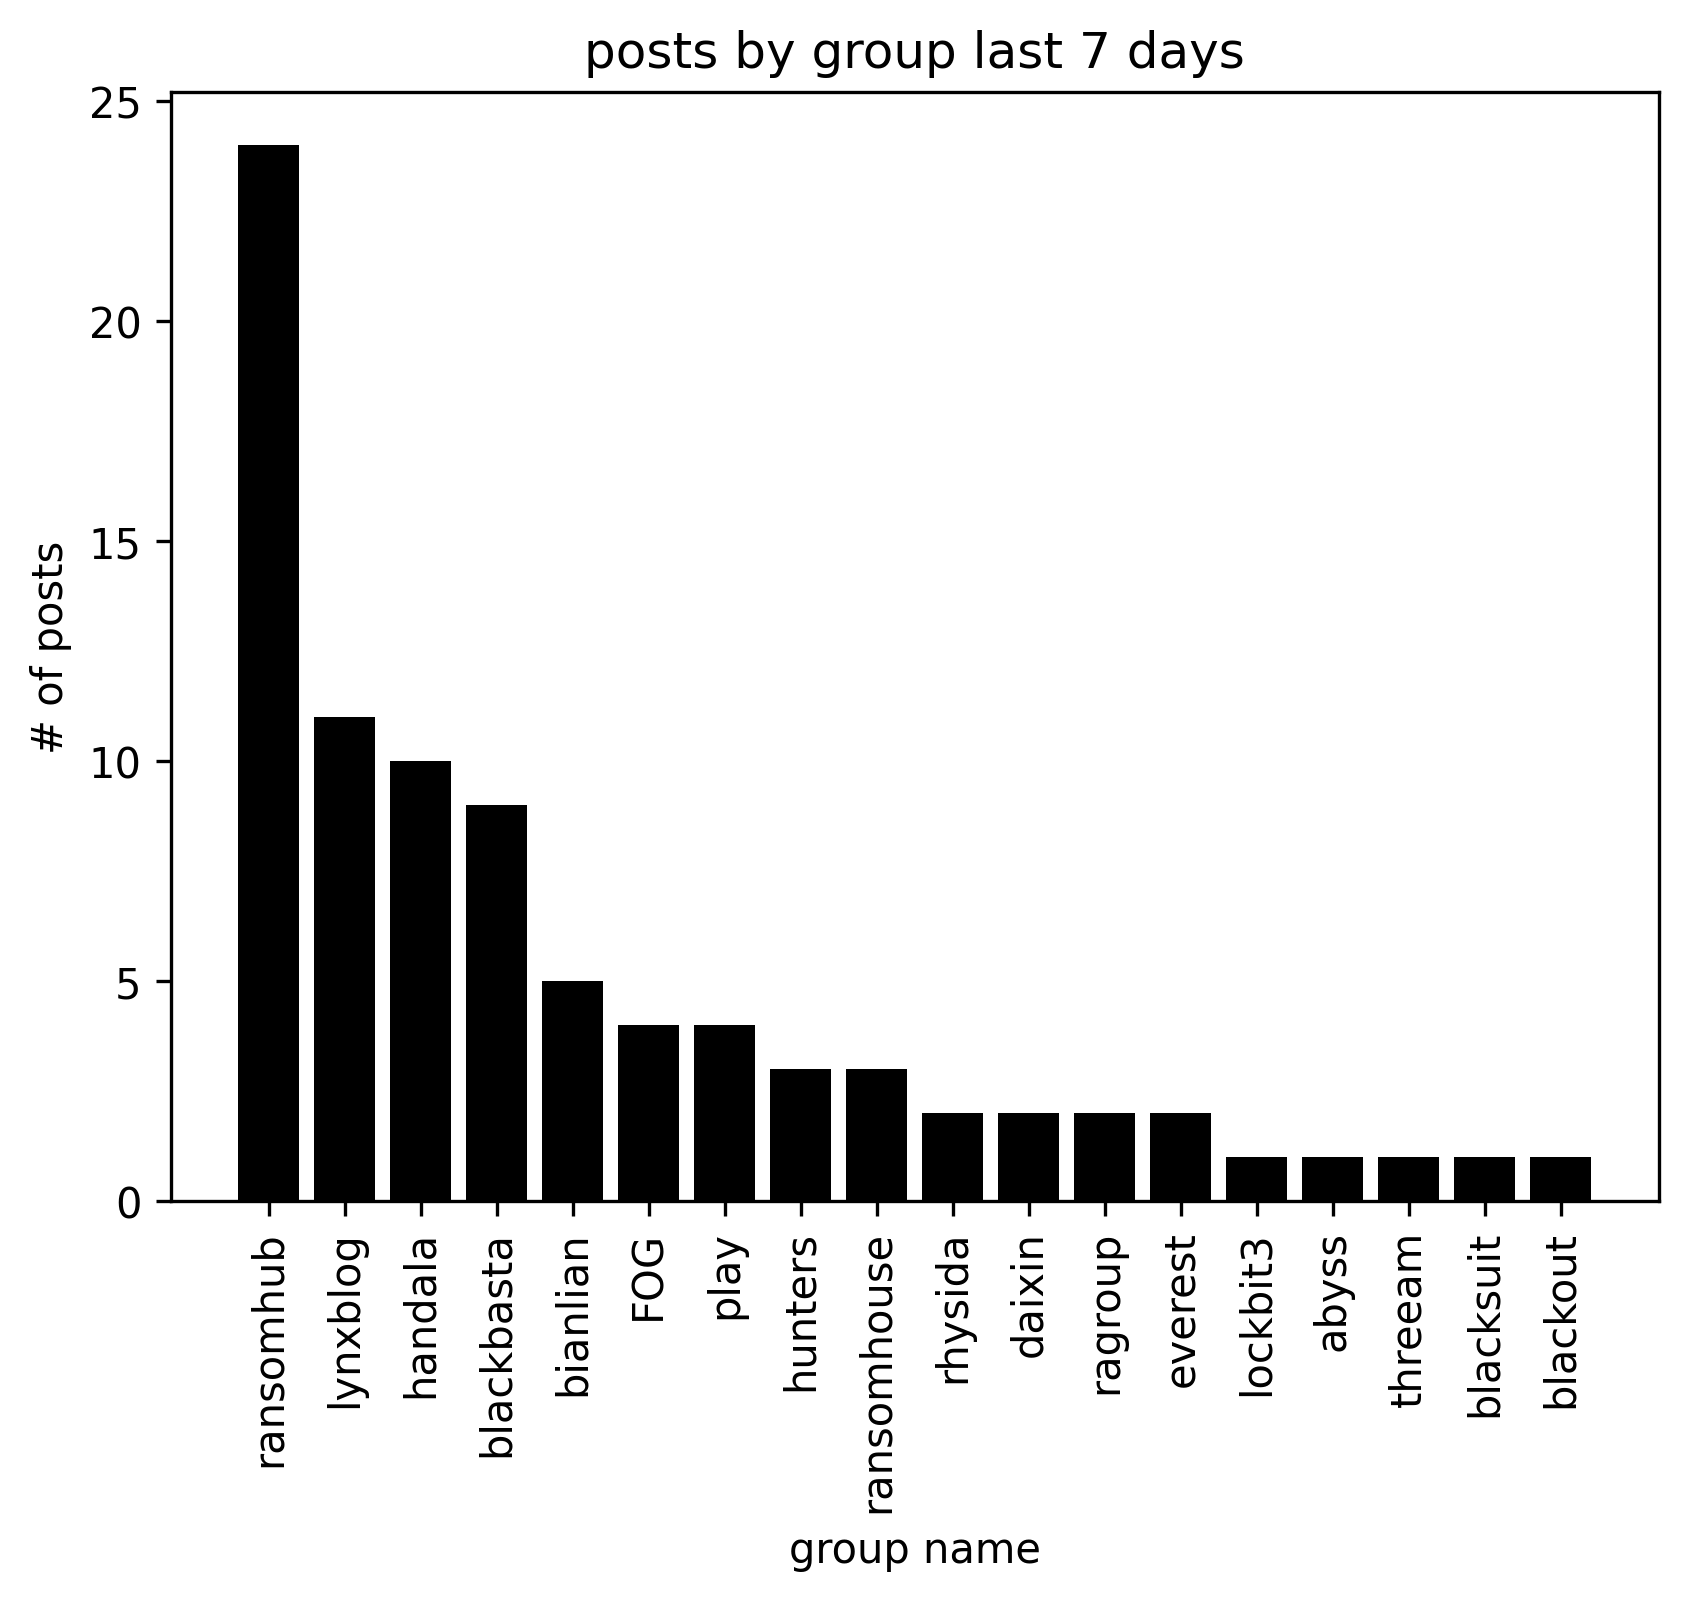 posts by group last 7 days
25
20
15
10
5
0
# of posts
ransomhub
lynxblog
handala
blackbasta
bianlian
FOG
play
hunters
ransomhouse
rhysida
daixin
ragroup
everest
lockbit3
abyss
threeam
blacksuit
blackout
group name